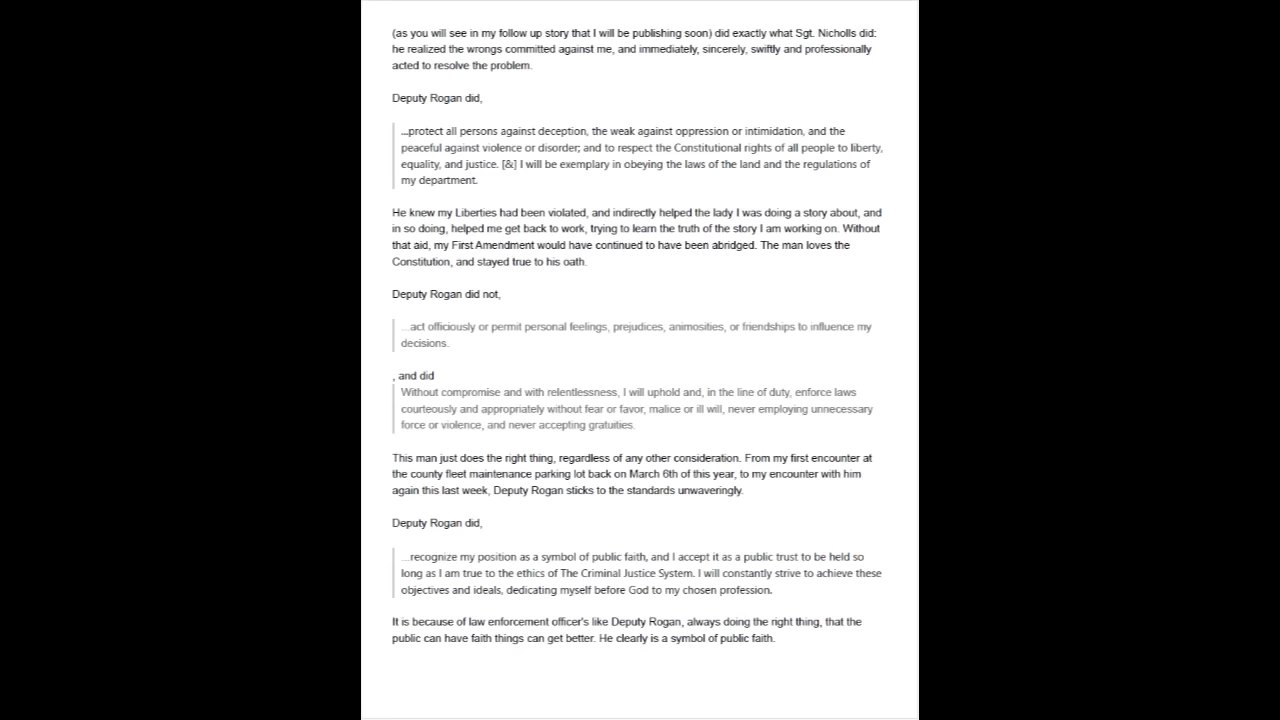 (as you will see in my follow up story that I will be publishing soon) did exactly what Sgt. Nicholls did:
he realized the wrongs committed against me, and immediately, sincerely, swiftly and professionally
acted to resolve the problem.
Deputy Rogan did,
...protect all persons against deception, the weak against oppression or intimidation, and the
peaceful against violence or disorder; and to respect the Constitutional rights of all people to liberty,
equality, and justice. [&] I will be exemplary in obeying the laws of the land and the regulations of
my department.
He knew my Liberties had been violated, and indirectly helped the lady I was doing a story about, and
in so doing, helped me get back to work, trying to learn the truth of the story I am working on. Without
that aid, my First Amendment would have continued to have been abridged. The man loves the
Constitution, and stayed true to his oath.
Deputy Rogan did not,
...act officiously or permit personal feelings, prejudices, animosities, or friendships to influence my
decisions.
, and did
Without compromise and with relentlessness, I will uphold and, in the line of duty, enforce laws
courteously and appropriately without fear or favor, malice or ill will, never employing unnecessary
force or violence, and never accepting gratuities.
This man just does the right thing, regardless of any other consideration. From my first encounter at
the county fleet maintenance parking lot back on March 6th of this year, to my encounter with him
again this last week, Deputy Rogan sticks to the standards unwaveringly.
Deputy Rogan did,
...recognize my position as a symbol of public faith, and I accept it as a public trust to be held so
long as I am true to the ethics of The Criminal Justice System. I will constantly strive to achieve these
objectives and ideals, dedicating myself before God to my chosen profession.
It is because of law enforcement officer's like Deputy Rogan, always doing the right thing, that the
public can have faith things can get better. He clearly is a symbol of public faith.